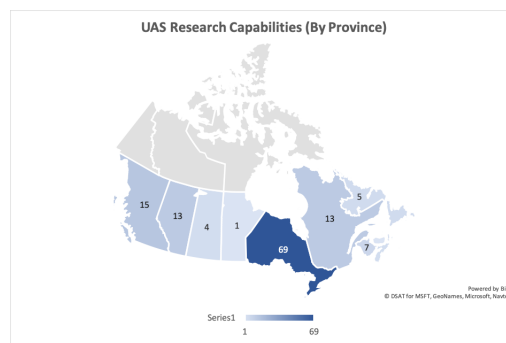 UAS Research Capabilities (By Province)
15
13
4
1
69
13
5
7
Powered by Bi
© DSAT for MSFT, GeoNames, Microsoft, Navt
Series1
1
69